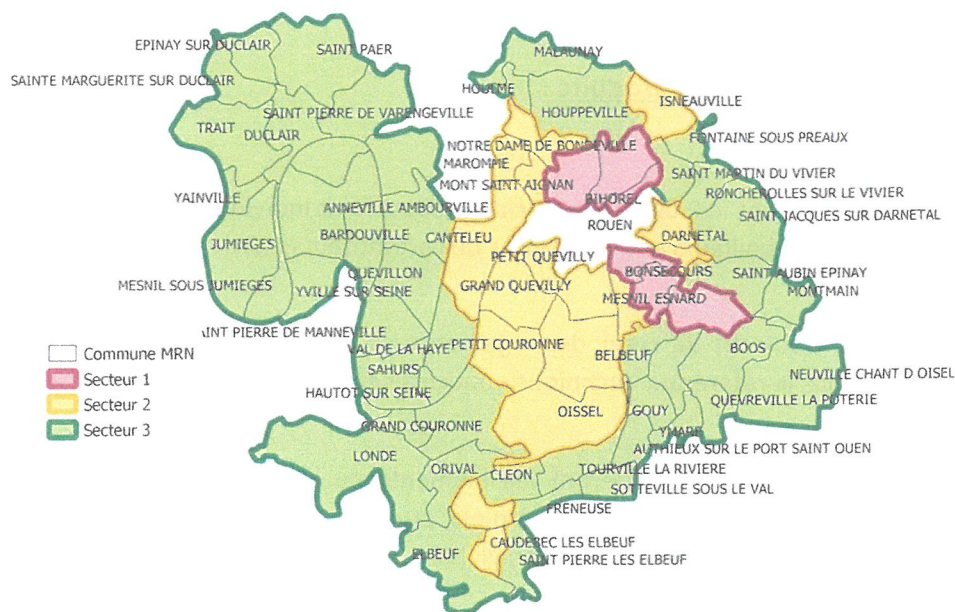 EPINAY SUR DUCLAIR
SAINT PAER
MALAUNAY
SAINTE MARGUERITE SUR DUCLAIR
HOULME
ISNEAUVILLE
SAINT PIERRE DE VARENGEVILLE
HOUPPEVILLE
TRAIT
DUCLAIR
FONTAINE SOUS PREAUX
NOTRE DAME DE BONDEVILLE
MAROMME
SAINT MARTIN DU VIVIER
MONT SAINT AIGNAN
YAINVILLE
BIHOREL
RONCHEROLLES SUR LE VIVIER
ANNEVILLE AMBOURVILLE
SAINT JACQUES SUR DARNETAL
ROUEN
CANTELEU
BARDOUVILLE
DARNETAL
JUMIEGES
PETIT QUEVILLY
QUEVILLON
BONSECOURS
SAINT AUBIN EPINAY
MESNIL SOUS JUMIEGES
GRAND QUEVILLY
MONTMAIN
YVILLE SUR SEINE
MESNIL ESNARD
INT PIERRE DE MANNEVILLE
PETIT COURONNE
VAL DE LA HAYE
BELBEUF
BOOS
SAHURS
NEUVILLE CHANT D OISEL
HAUTOT SUR SEINE
QUEVREVILLE LA POTERIE
OISSEL
GOUY
GRAND COURONNE
YMARE
AUTHIEUX SUR LE PORT SAINT OUEN
LONDE
ORIVAL
CLEON
TOURVILLE LA RIVIERE
SOTTEVILLE SOUS LE VAL
FRENEUSE
CAUDEBEC LES ELBEUF
ELBEUF
SAINT PIERRE LES ELBEUF
Commune MRN
Secteur 1
Secteur 2
Secteur 3